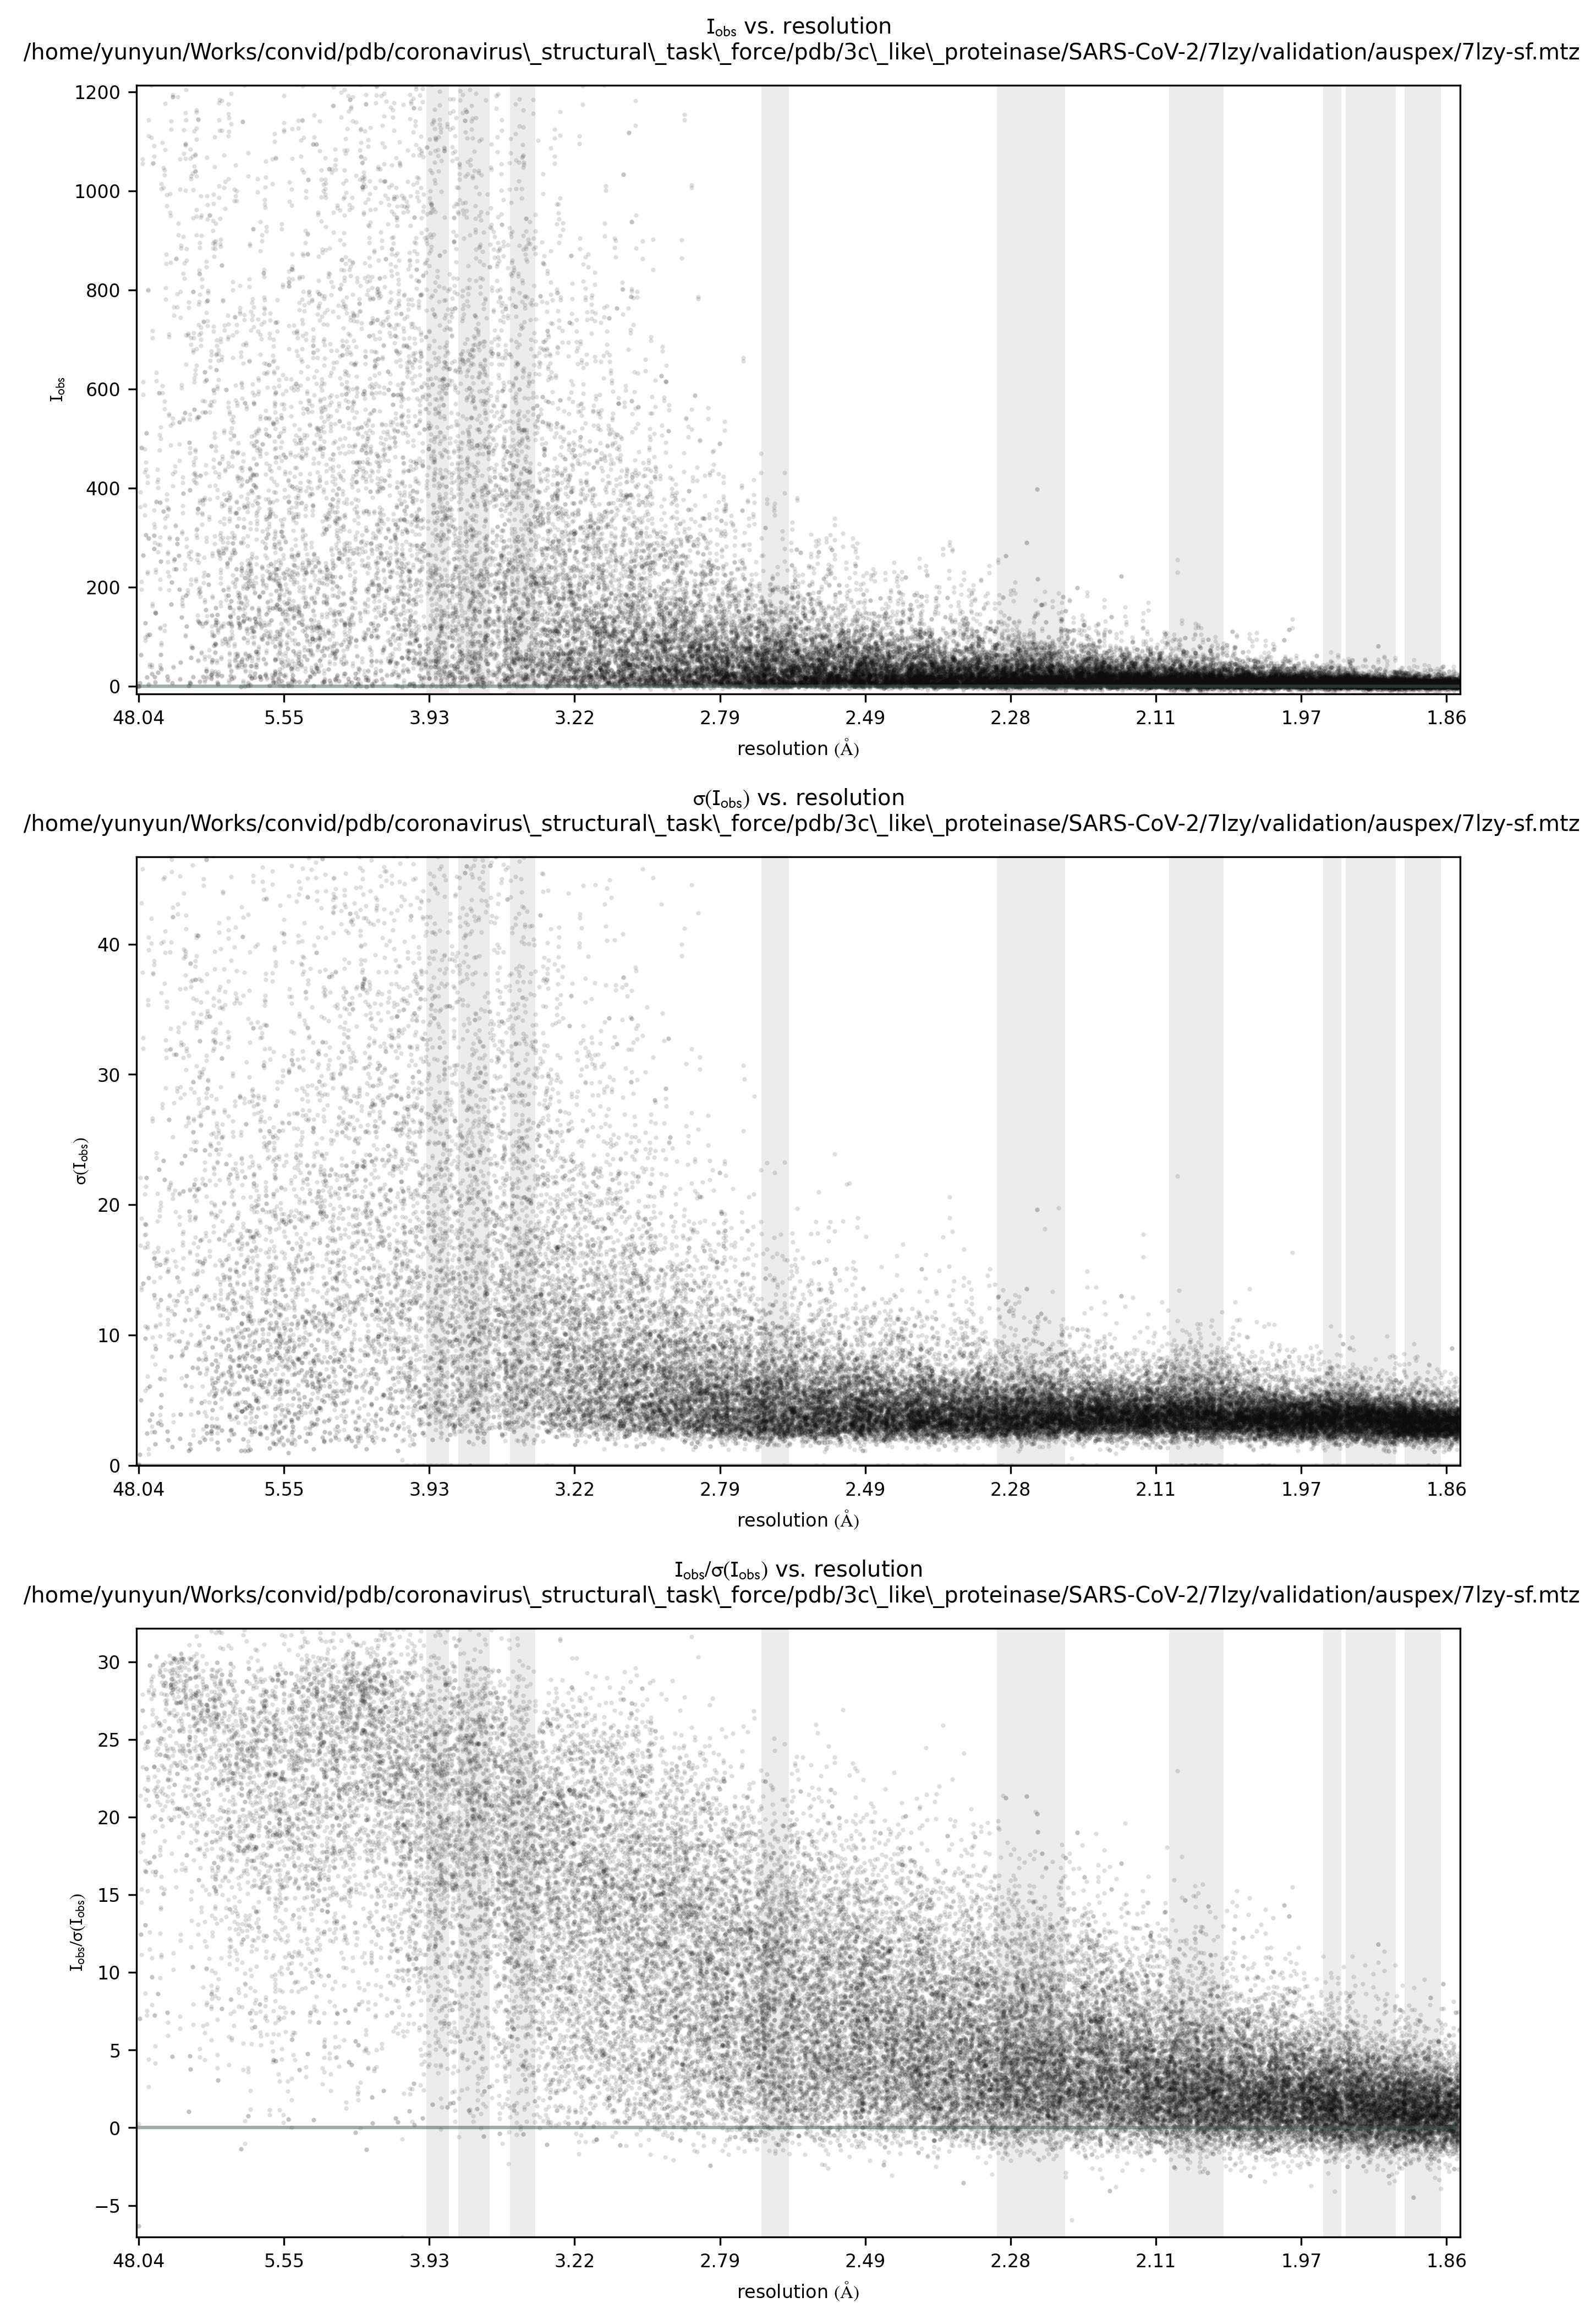 I_obs vs. resolution
/home/yunyun/Works/convid/pdb/coronavirus\_structural\_task\_force/pdb/3c\_like\_proteinase/SARS-CoV-2/7lzy/validation/auspex/7lzy-sf.mtz
1200
1000
800
600
400
200
0
I_obs
48.04 5.55 3.93 3.22 2.79 2.49 2.28 2.11 1.97 1.86
resolution (Å)
σ(I_obs) vs. resolution
/home/yunyun/Works/convid/pdb/coronavirus\_structural\_task\_force/pdb/3c\_like\_proteinase/SARS-CoV-2/7lzy/validation/auspex/7lzy-sf.mtz
40
30
20
10
0
σ(I_obs)
48.04 5.55 3.93 3.22 2.79 2.49 2.28 2.11 1.97 1.86
resolution (Å)
I_obs/σ(I_obs) vs. resolution
/home/yunyun/Works/convid/pdb/coronavirus\_structural\_task\_force/pdb/3c\_like\_proteinase/SARS-CoV-2/7lzy/validation/auspex/7lzy-sf.mtz
30
25
20
15
10
5
0
−5
I_obs/σ(I_obs)
48.04 5.55 3.93 3.22 2.79 2.49 2.28 2.11 1.97 1.86
resolution (Å)